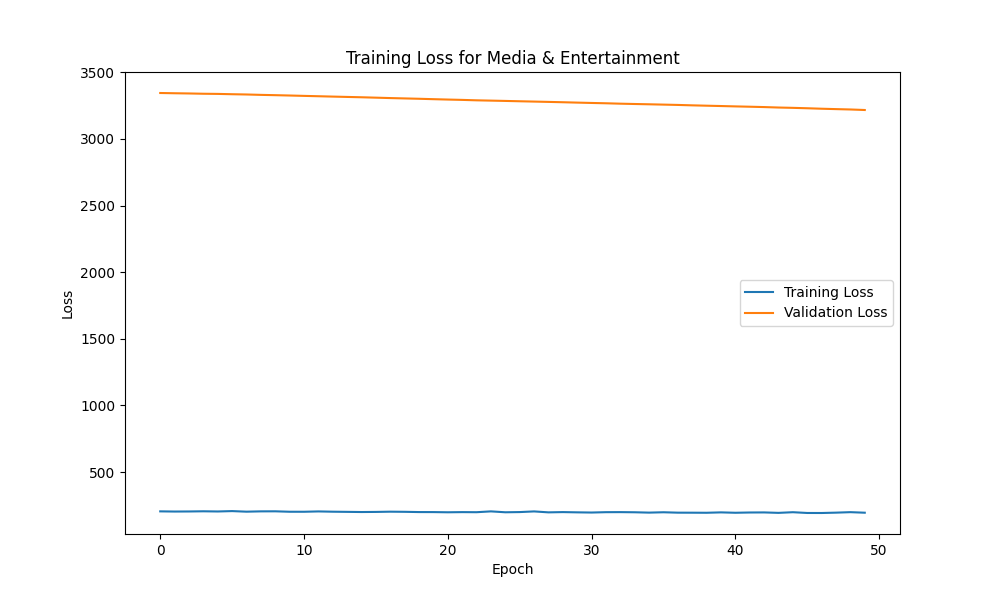 Training Loss for Media & Entertainment
3500
3000
2500
2000
1500
1000
500
Loss
Training Loss
Validation Loss
0 10 20 30 40 50
Epoch